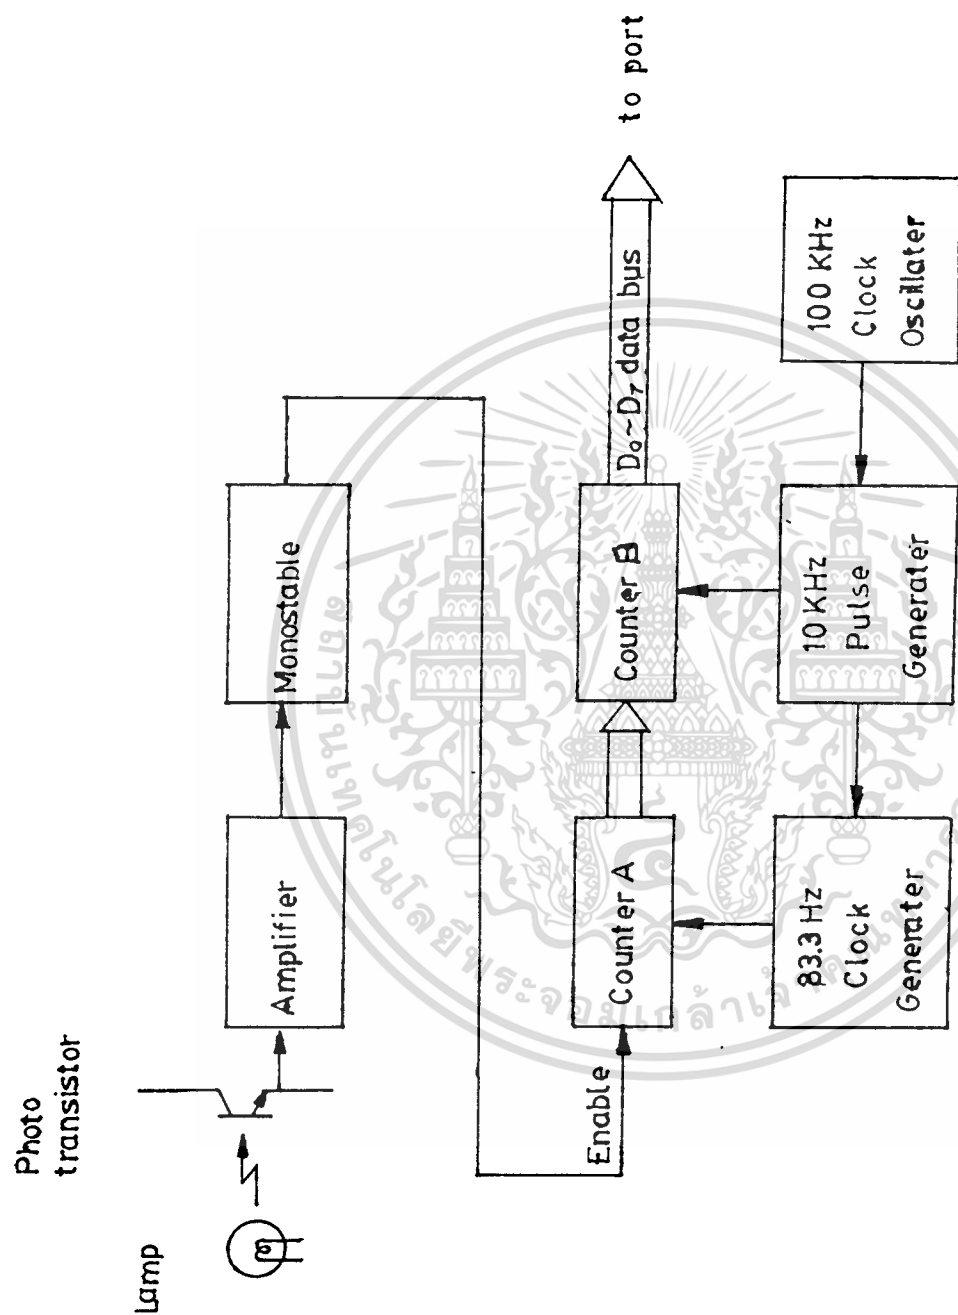 Lamp
Photo
transistor
Amplifier
Monostable
Enable
Counter A
Counter B
D₀~D₇ data bus
to port
83.3 Hz
Clock
Generater
10 KHz
Pulse
Generater
100 KHz
Clock
Oscillater